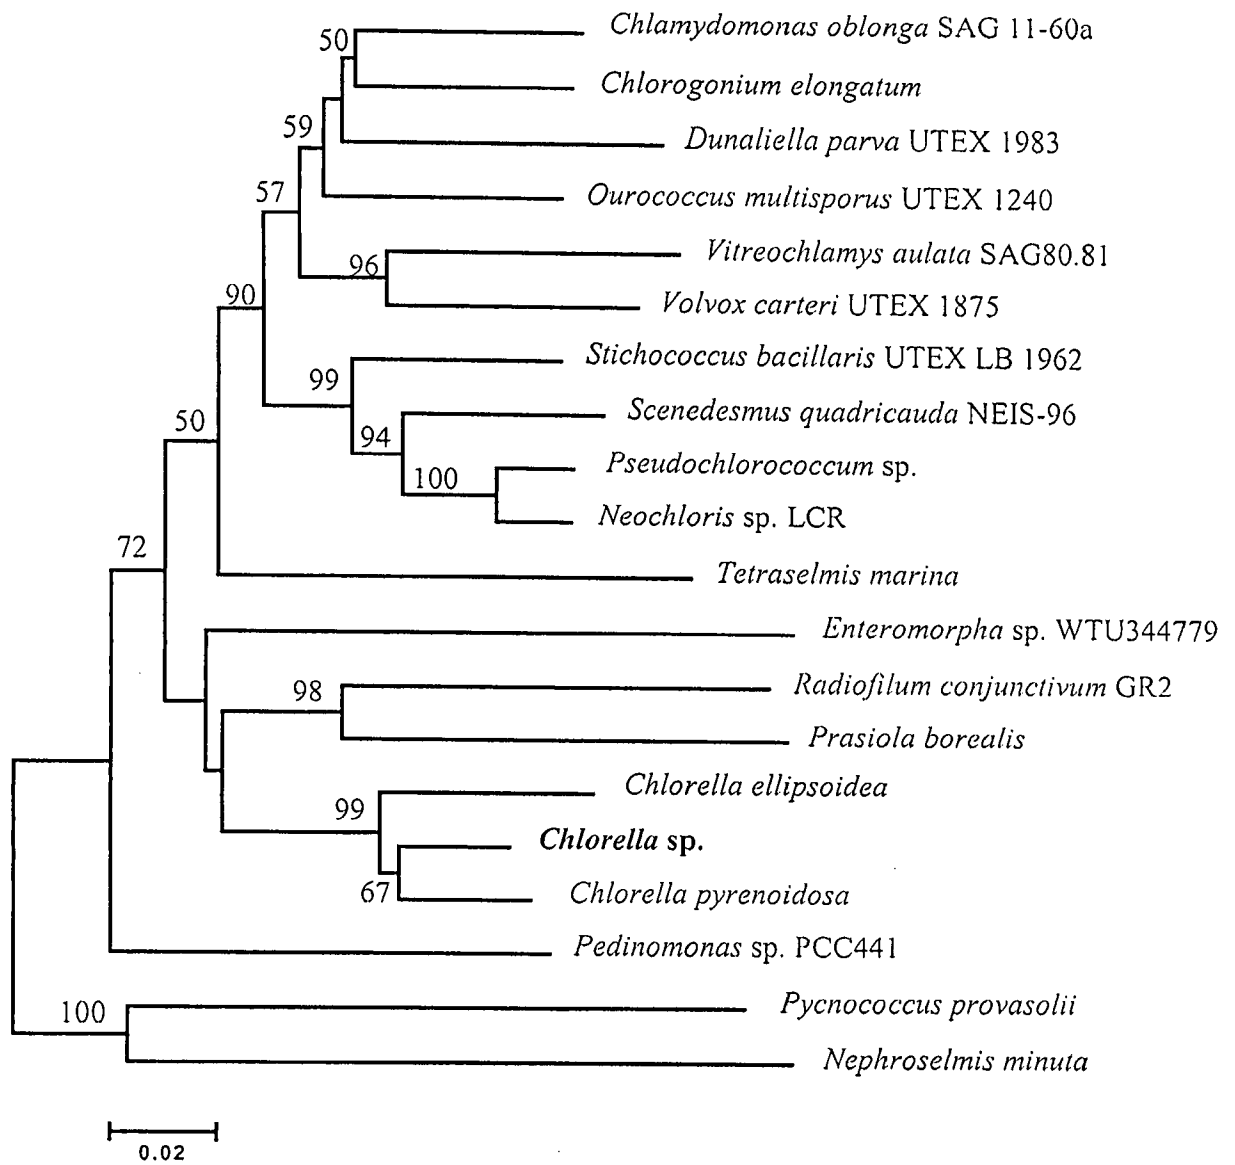 Chlamydomonas oblonga SAG 11-60a
50
Chlorogonium elongatum
59
Dunaliella parva UTEX 1983
57
Ourococcus multisporus UTEX 1240
96
Vitreochlamys aulata SAG80.81
90
Volvox carteri UTEX 1875
Stichococcus bacillaris UTEX LB 1962
99
50
Scenedesmus quadricauda NEIS-96
94
Pseudochlorococcum sp.
100
Neochloris sp. LCR
72
Tetraselmis marina
Enteromorpha sp. WTU344779
98
Radiofilum conjunctivum GR2
Prasiola borealis
Chlorella ellipsoidea
99
Chlorella sp.
67
Chlorella pyrenoidosa
Pedinomonas sp. PCC441
100
Pycnococcus provasolii
Nephroselmis minuta
0.02